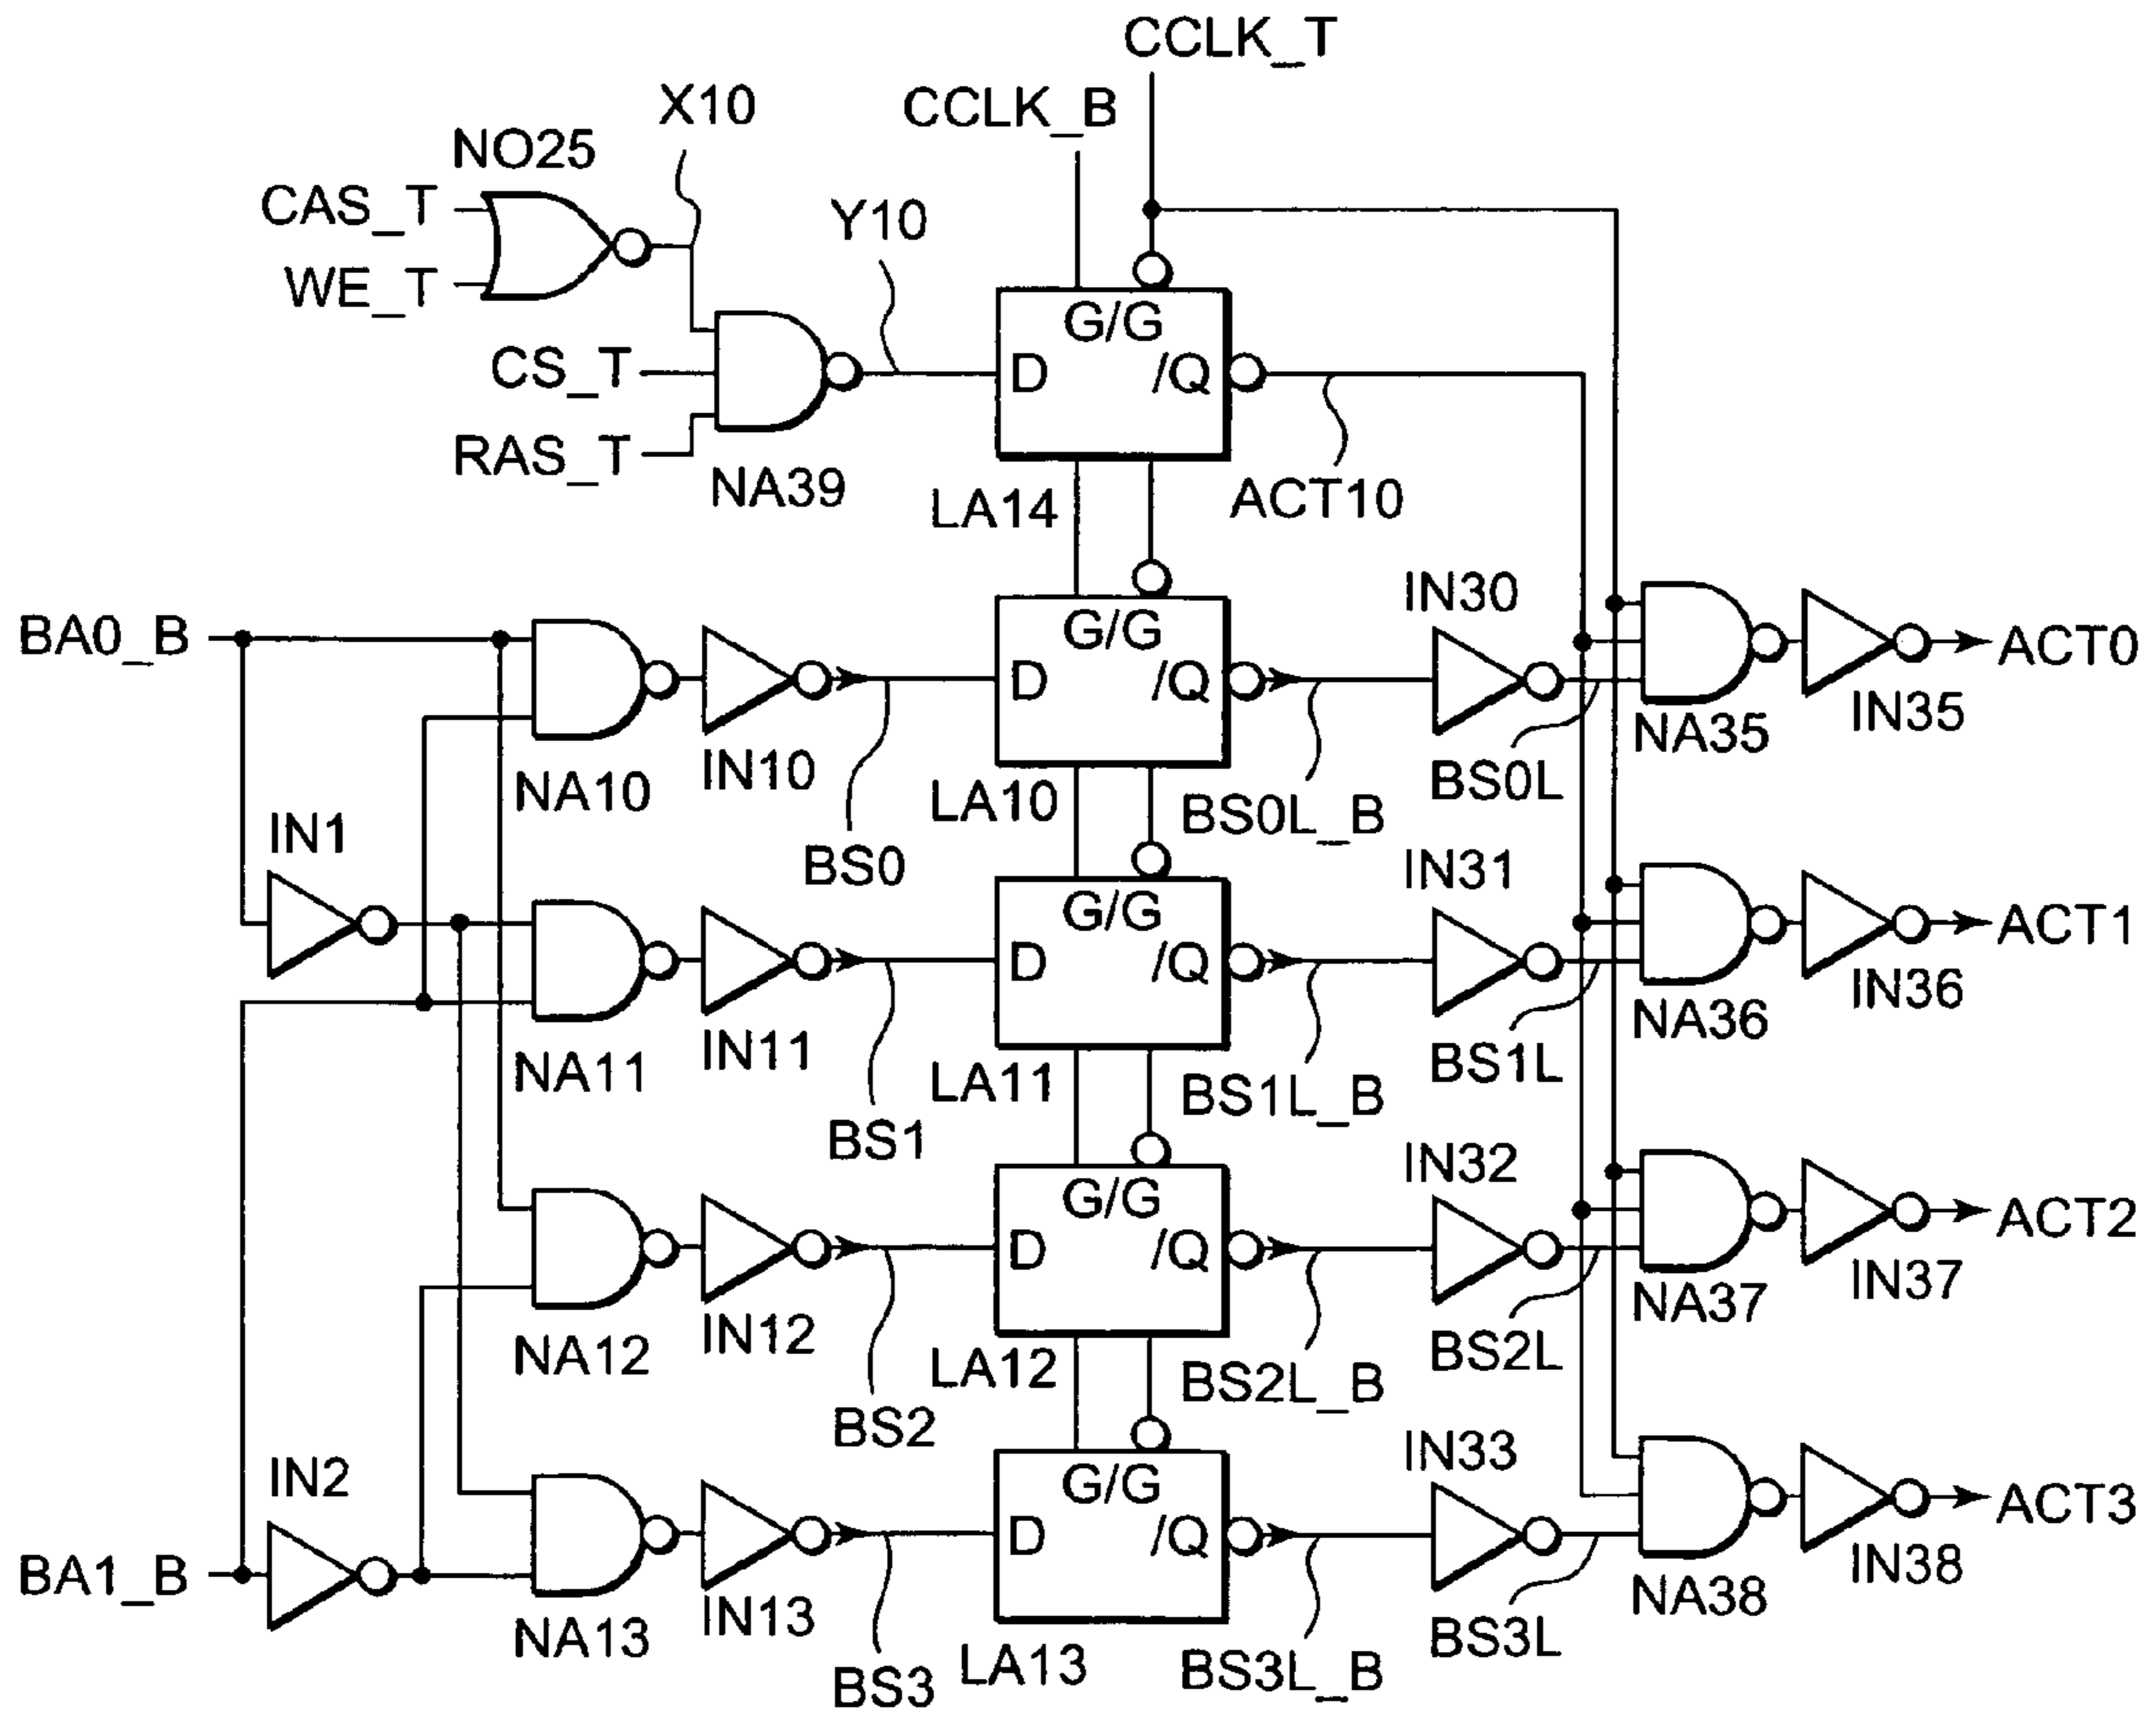 CCLK_T
CCLK_B
X10
NO25
CAS_T
WE_T
Y10
CS_T
RAS_T
NA39
G/G
D
/Q
LA14
ACT10
BA0_B
NA10
IN10
BS0
G/G
D
/Q
LA10
BS0L_B
IN30
BS0L
NA35
IN35
ACT0
IN1
NA11
IN11
BS1
G/G
D
/Q
LA11
BS1L_B
IN31
BS1L
NA36
IN36
ACT1
NA12
IN12
BS2
G/G
D
/Q
LA12
BS2L_B
IN32
BS2L
NA37
IN37
ACT2
BA1_B
IN2
NA13
IN13
BS3
G/G
D
/Q
LA13
BS3L_B
IN33
BS3L
NA38
IN38
ACT3